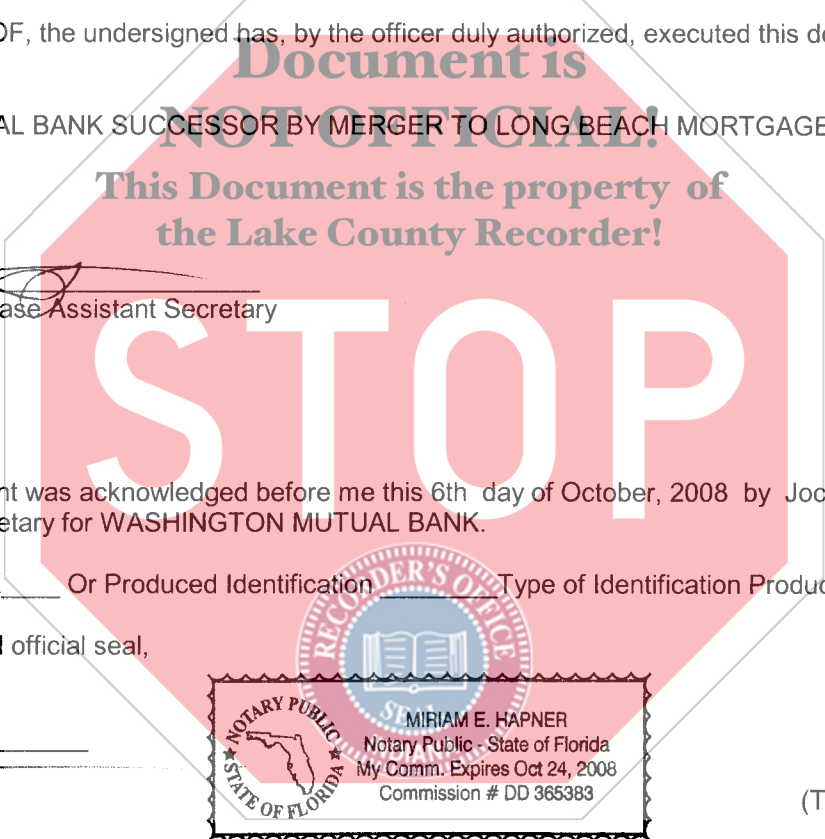 OF, the undersigned has, by the officer duly authorized, executed this de
Document is
NOT OFFICIAL!
AL BANK SUCCESSOR BY MERGER TO LONG BEACH MORTGAGE
This Document is the property of
the Lake County Recorder!
ase Assistant Secretary
STOP
nt was acknowledged before me this 6th day of October, 2008 by Joc
etary for WASHINGTON MUTUAL BANK.
Or Produced Identification ________Type of Identification Produc
official seal,
RECORDER'S OFFICE
SEAL
INDIANA
NOTARY PUBLIC
STATE OF FLORIDA
MIRIAM E. HAPNER
Notary Public - State of Florida
My Comm. Expires Oct 24, 2008
Commission # DD 365383
(T